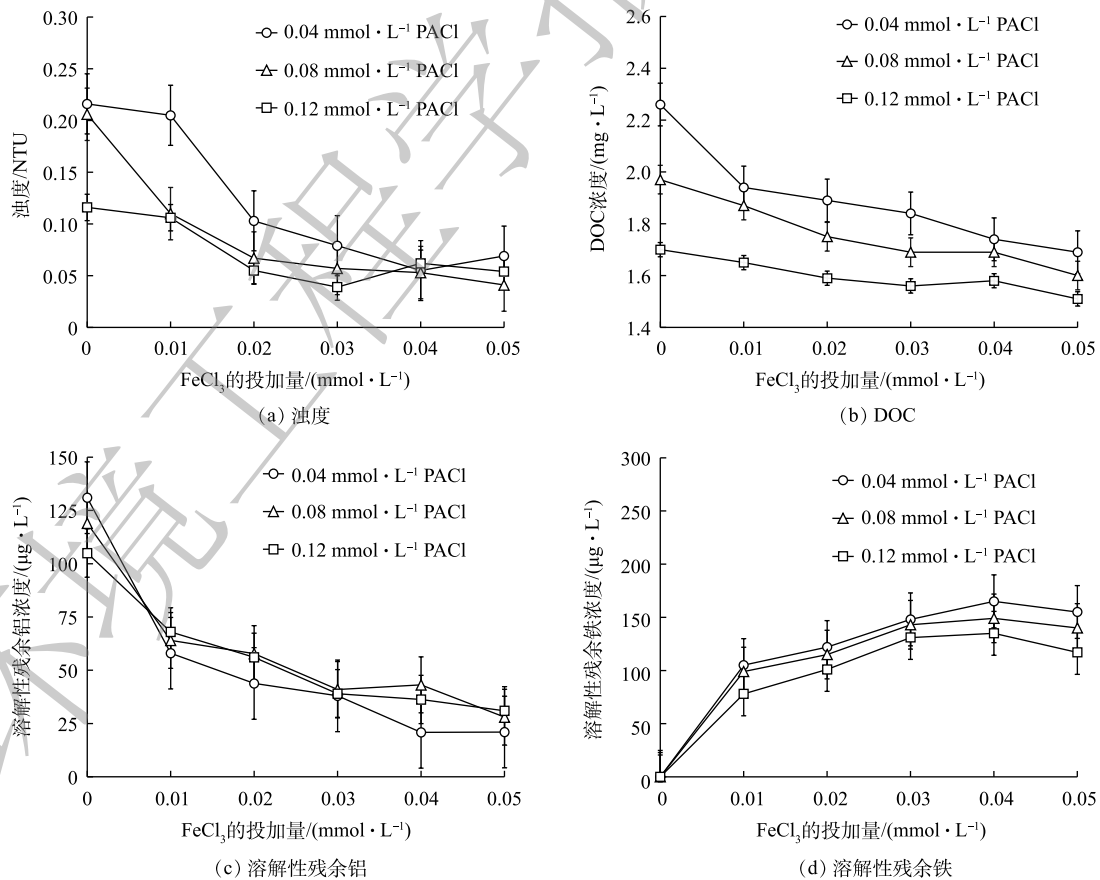 0.30
0.25
0.20
0.15
0.10
0.05
0
浊度/NTU
0.04 mmol·L⁻¹ PACl
0.08 mmol·L⁻¹ PACl
0.12 mmol·L⁻¹ PACl
0 0.01 0.02 0.03 0.04 0.05
FeCl₃的投加量/(mmol·L⁻¹)
(a) 浊度
2.6
2.4
2.2
2.0
1.8
1.6
1.4
DOC浓度/(mg·L⁻¹)
0.04 mmol·L⁻¹ PACl
0.08 mmol·L⁻¹ PACl
0.12 mmol·L⁻¹ PACl
0 0.01 0.02 0.03 0.04 0.05
FeCl₃的投加量/(mmol·L⁻¹)
(b) DOC
150
125
100
75
50
25
0
溶解性残余铝浓度/(μg·L⁻¹)
0.04 mmol·L⁻¹ PACl
0.08 mmol·L⁻¹ PACl
0.12 mmol·L⁻¹ PACl
0 0.01 0.02 0.03 0.04 0.05
FeCl₃的投加量/(mmol·L⁻¹)
(c) 溶解性残余铝
300
250
200
150
100
50
0
溶解性残余铁浓度/(μg·L⁻¹)
0.04 mmol·L⁻¹ PACl
0.08 mmol·L⁻¹ PACl
0.12 mmol·L⁻¹ PACl
0 0.01 0.02 0.03 0.04 0.05
FeCl₃的投加量/(mmol·L⁻¹)
(d) 溶解性残余铁
环境工程学